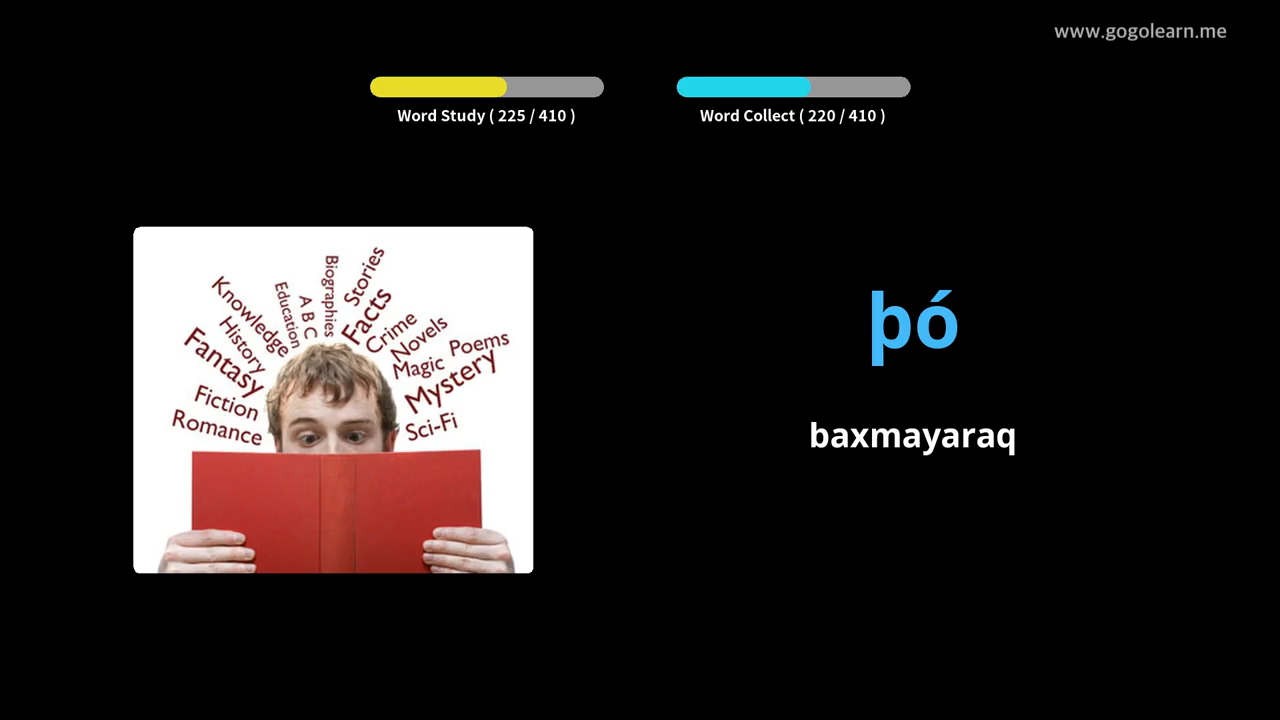 www.gogolearn.me
Word Study ( 225 / 410 )
Word Collect ( 220 / 410 )
Biographies
Stories
Education
A B C
Facts
Knowledge
Crime
History
Novels
Fantasy
Magic
Poems
Mystery
Fiction
Romance
Sci-Fi
þó
baxmayaraq